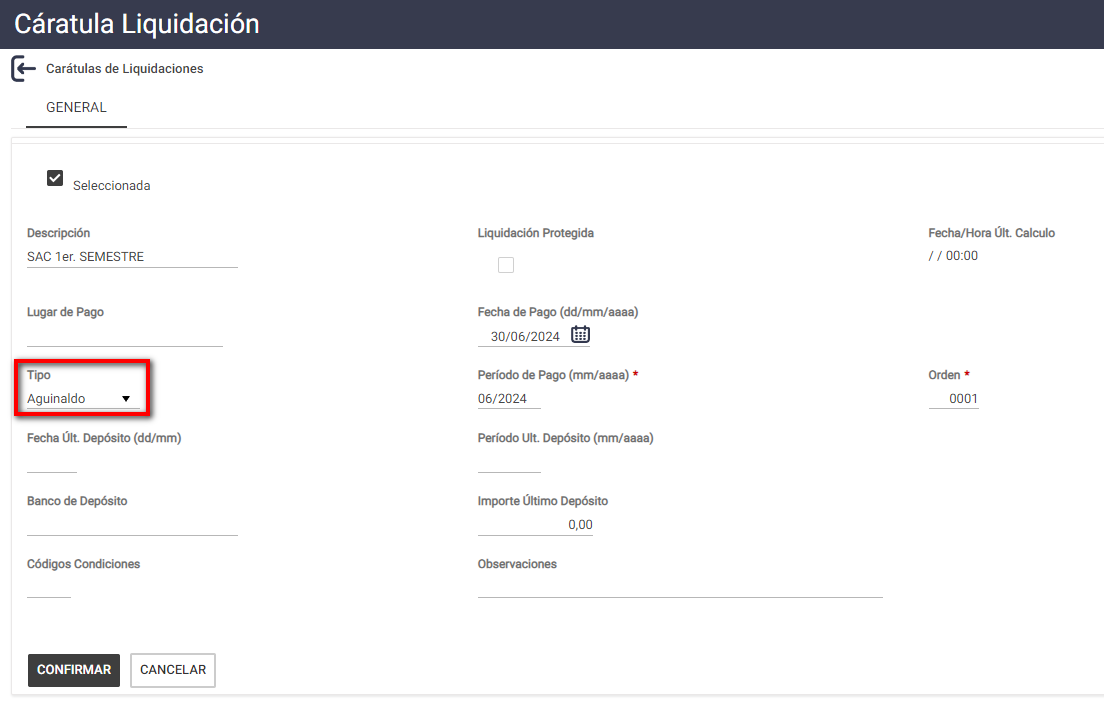 Cáratula Liquidación
Carátulas de Liquidaciones
GENERAL
Seleccionada
Descripción
SAC 1er. SEMESTRE
Liquidación Protegida
Fecha/Hora Últ. Calculo
/ / 00:00
Lugar de Pago
Fecha de Pago (dd/mm/aaaa)
30/06/2024
Tipo
Aguinaldo
Período de Pago (mm/aaaa) *
06/2024
Orden *
0001
Fecha Últ. Depósito (dd/mm)
Período Ult. Depósito (mm/aaaa)
Banco de Depósito
Importe Último Depósito
0,00
Códigos Condiciones
Observaciones
CONFIRMAR
CANCELAR